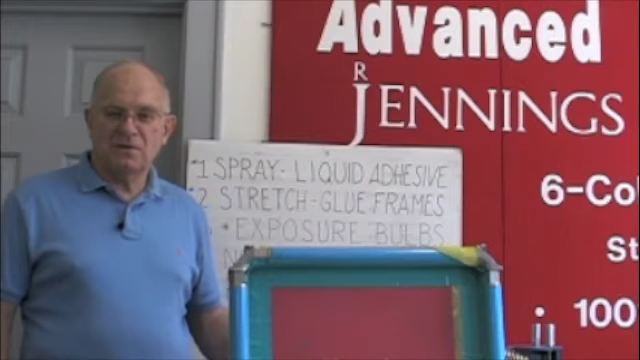 Advanced
R
JENNINGS
*1 SPRAY-LIQUID ADHESIVE
*2 STRETCH-GLUE FRAMES
* EXPOSURE BULBS
6-Co
St
100